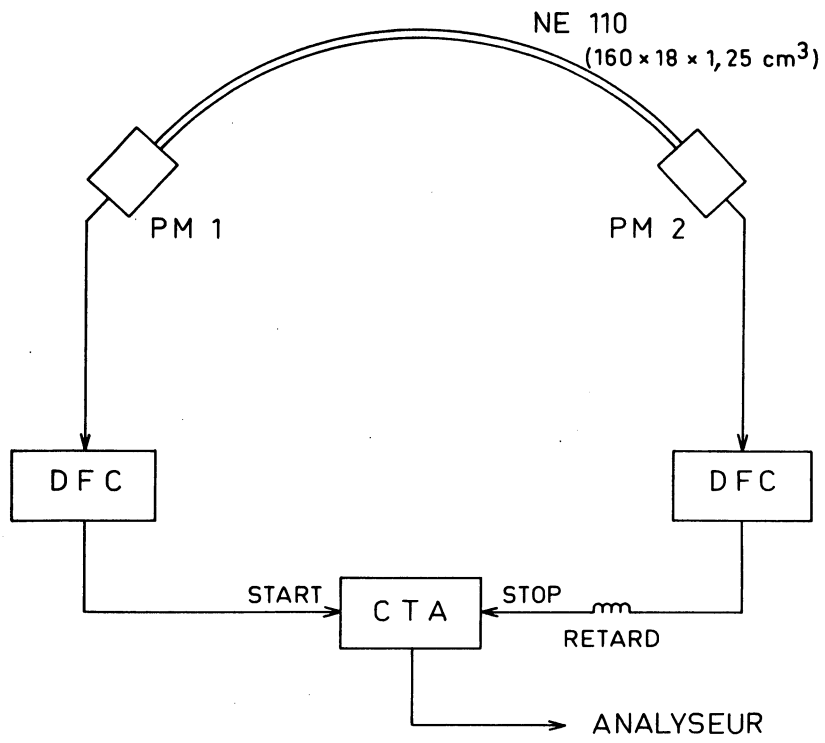 NE 110
(160 × 18 × 1,25 cm³)
PM 1
PM 2
DFC
DFC
START
CTA
STOP
RETARD
ANALYSEUR